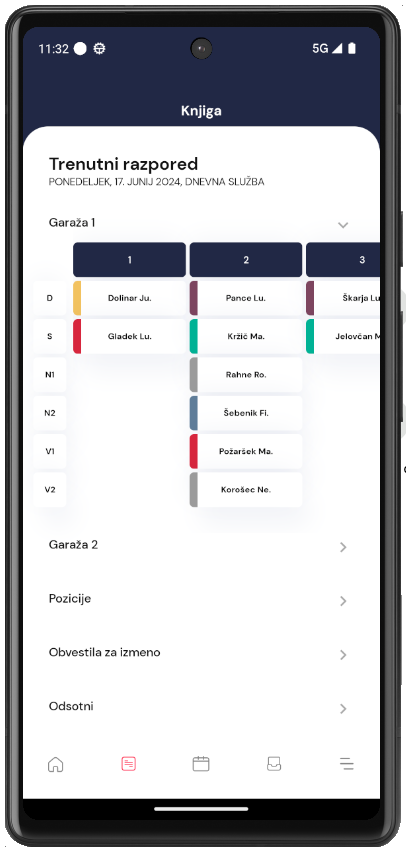 11:32
5G
Knjiga
Trenutni razpored
PONEDELJEK, 17. JUNIJ 2024, DNEVNA SLUŽBA
Garaža 1
1 2 3
D Dolinar Ju. Pance Lu. Škarja Lu
S Gladek Lu. Kržič Ma. Jelovčan M
N1 Rahne Ro.
N2 Šebenik Fi.
V1 Požaršek Ma.
V2 Korošec Ne.
Garaža 2
Pozicije
Obvestila za izmeno
Odsotni